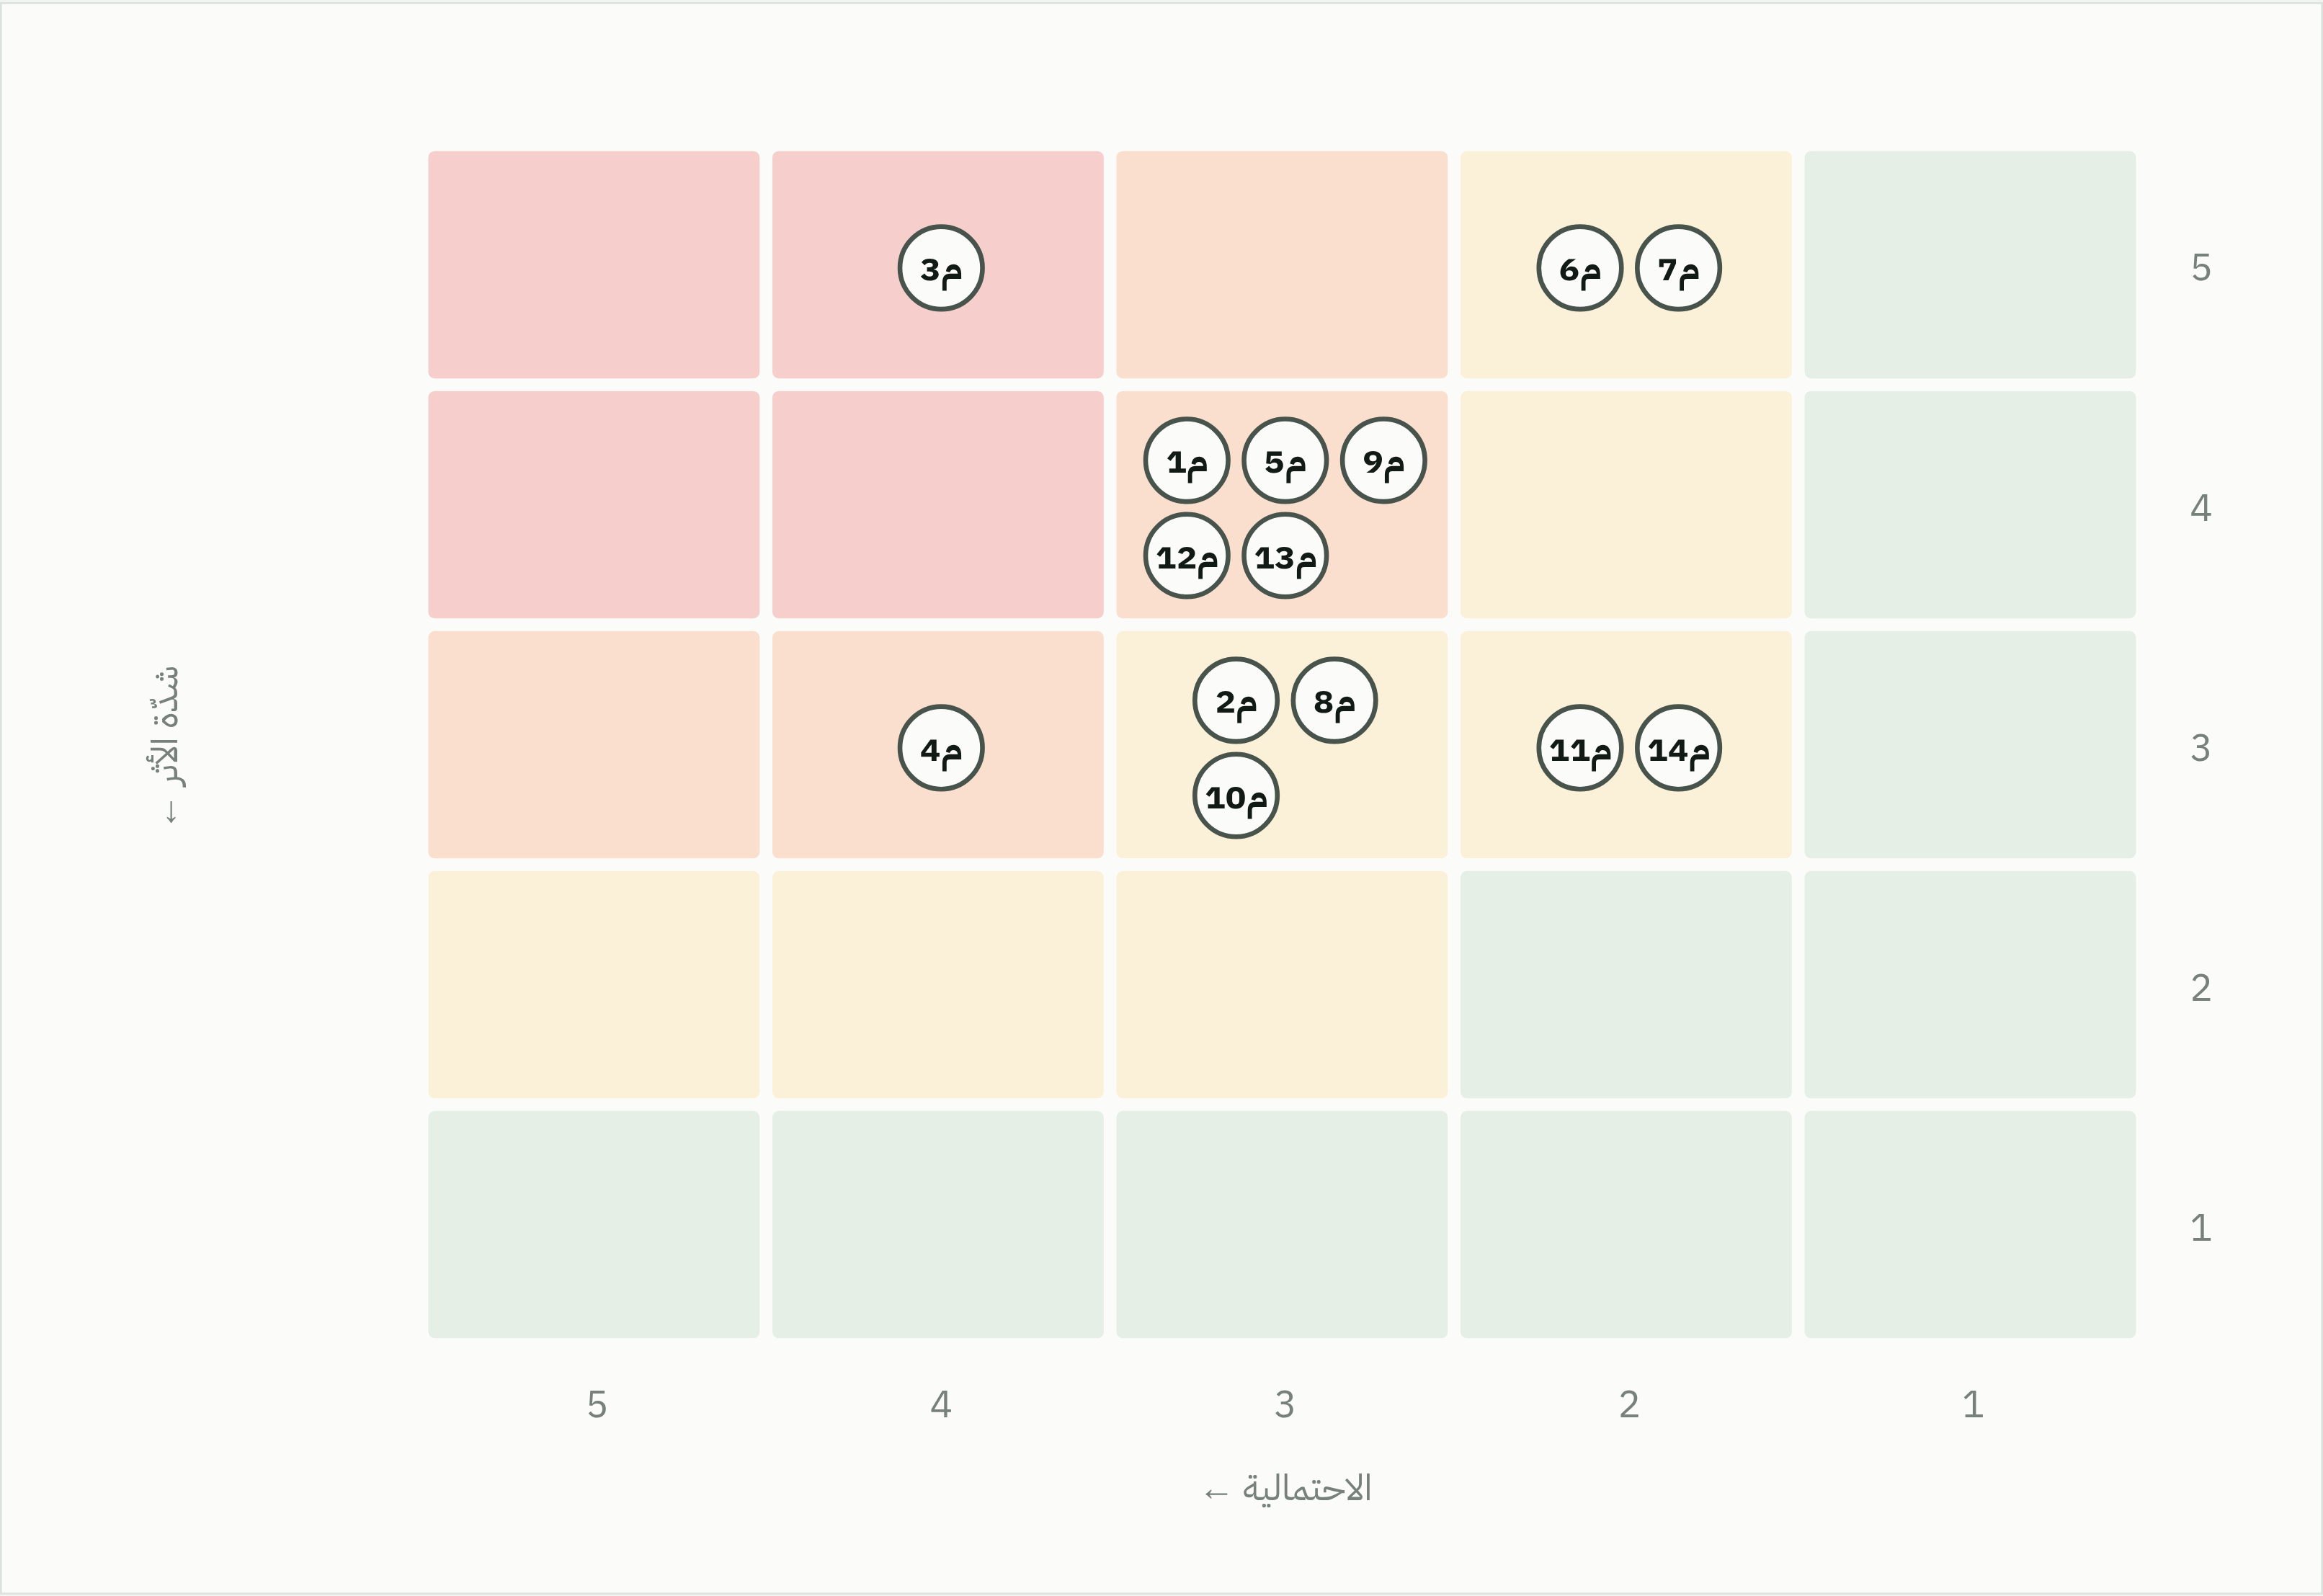 م3
م6 م7
5
م1 م5 م9
م12 م13
4
م2 م8
م4
م11 م14
3
م10
شدّة الأثر ←
2
1
5 4 3 2 1
الاحتمالية ←